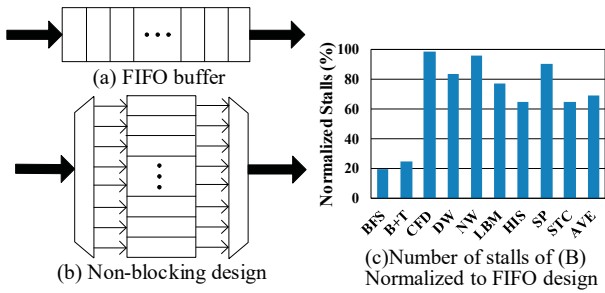 (a) FIFO buffer
(b) Non-blocking design
Normalized Stalls (%)
100
80
60
40
20
0
BFS
B+T
CFD
DW
NW
LBM
HIS
SP
STC
AVE
(c)Number of stalls of (B)
Normalized to FIFO design